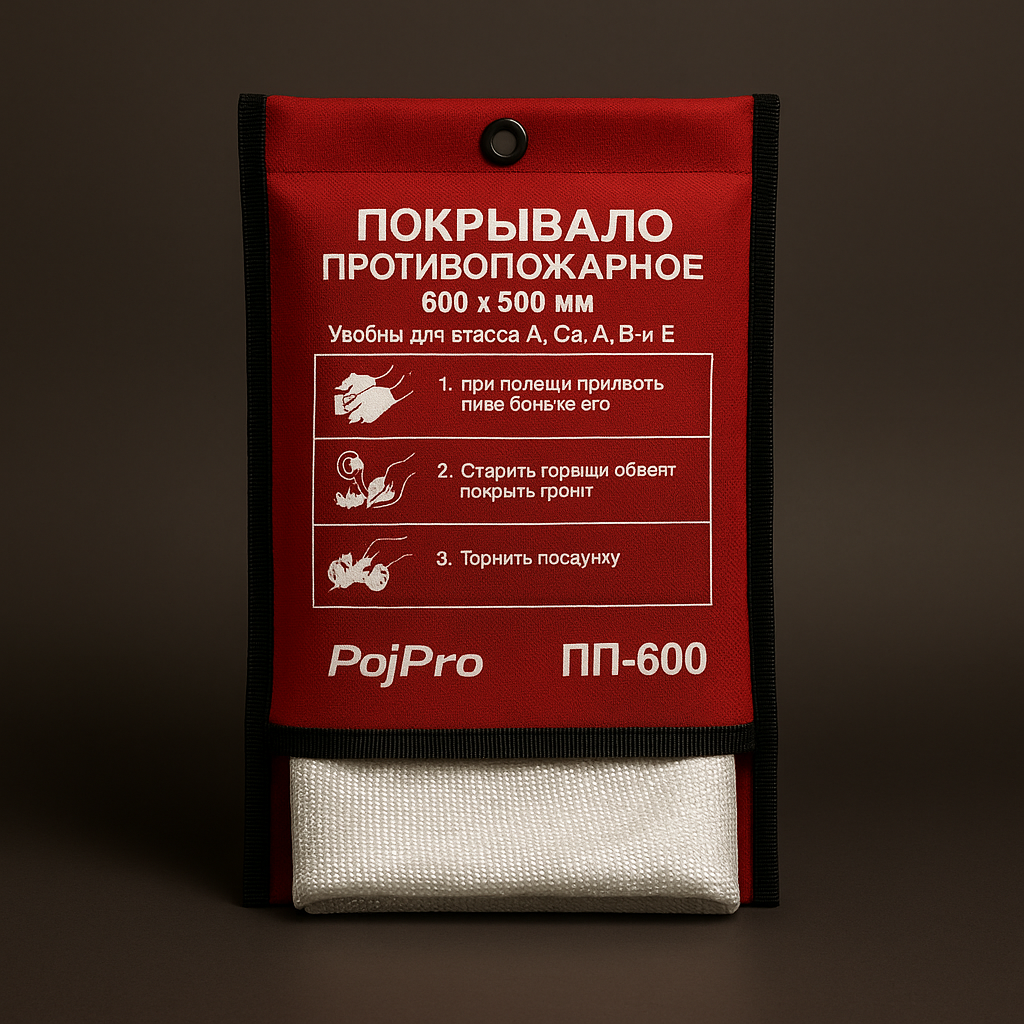 ПОКРЫВАЛО
ПРОТИВОПОЖАРНОЕ
600 х 500 мм
Увобны для втасса А, Са, А, В-и Е
1. при полещи прилвоть
пиве боньке его
2. Старить горвщи обвеят
покрыть гроніт
3. Торнить посаунху
PojPro
ПП-600